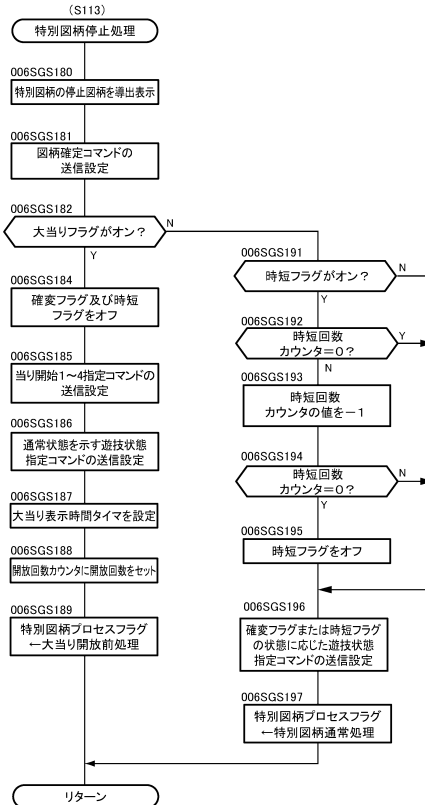 (S113)
特別図柄停止処理
006SGS180
特別図柄の停止図柄を導出表示
006SGS181
図柄確定コマンドの
送信設定
006SGS182
大当りフラグがオン？
N
Y
006SGS184
確変フラグ及び時短
フラグをオフ
006SGS185
当り開始1～4指定コマンドの
送信設定
006SGS186
通常状態を示す遊技状態
指定コマンドの送信設定
006SGS187
大当り表示時間タイマを設定
006SGS188
開放回数カウンタに開放回数をセット
006SGS189
特別図柄プロセスフラグ
←大当り開放前処理
006SGS191
時短フラグがオン？
N
Y
006SGS192
時短回数
カウンタ＝0？
Y
N
006SGS193
時短回数
カウンタの値を－1
006SGS194
時短回数
カウンタ＝0？
N
Y
006SGS195
時短フラグをオフ
006SGS196
確変フラグまたは時短フラグ
の状態に応じた遊技状態
指定コマンドの送信設定
006SGS197
特別図柄プロセスフラグ
←特別図柄通常処理
リターン